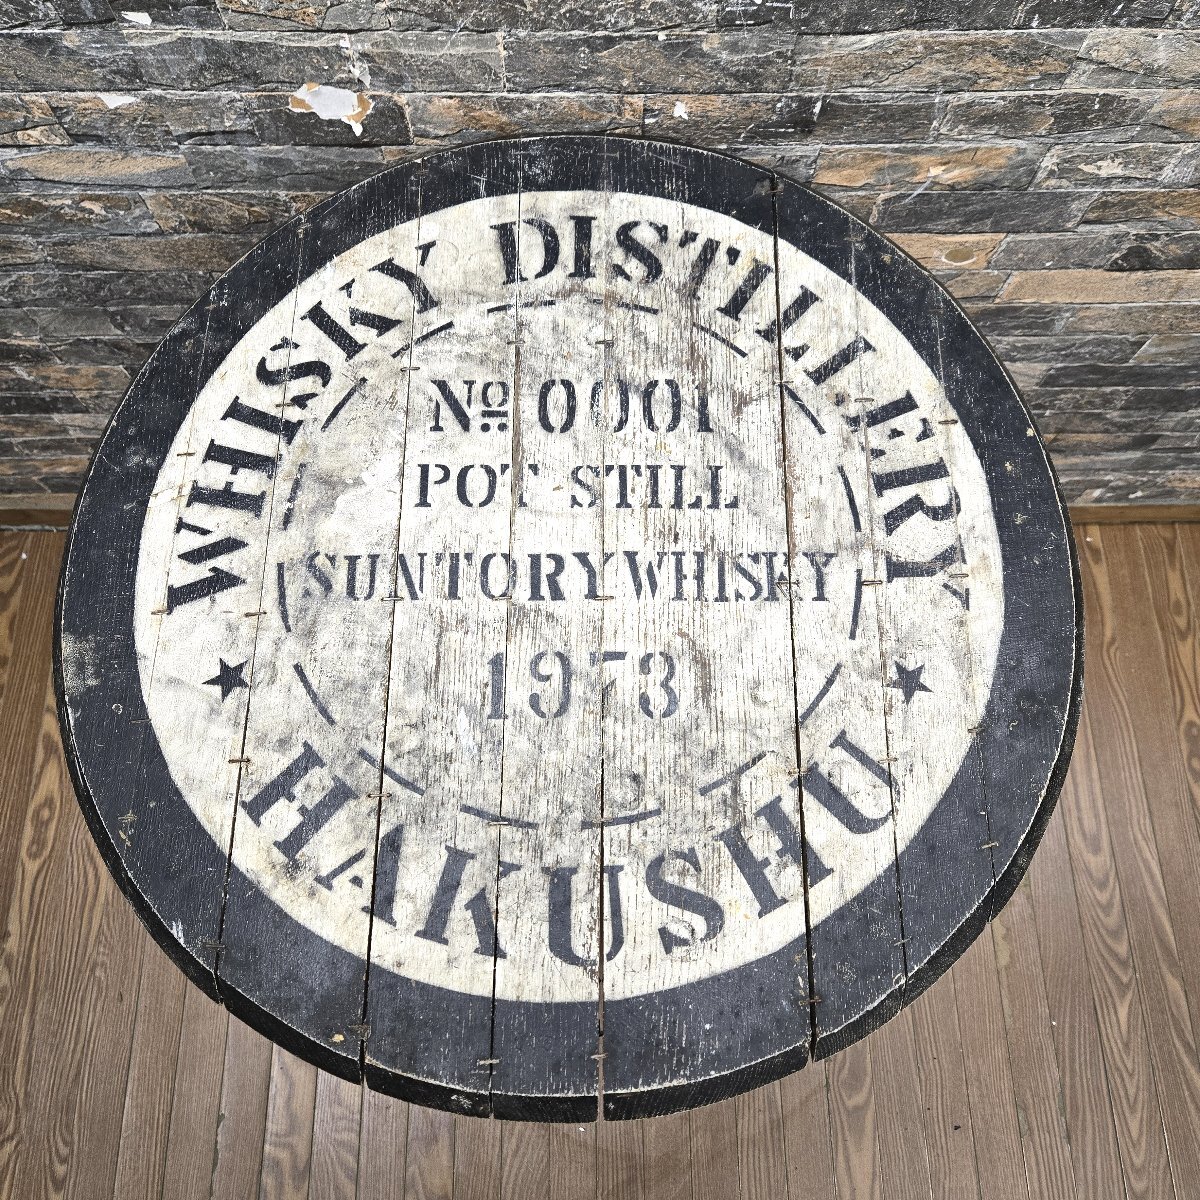 WHISKY DISTILLERY
No 0001
POT STILL
SUNTORY WHISKY
1973
★ ★
HAKUSHU